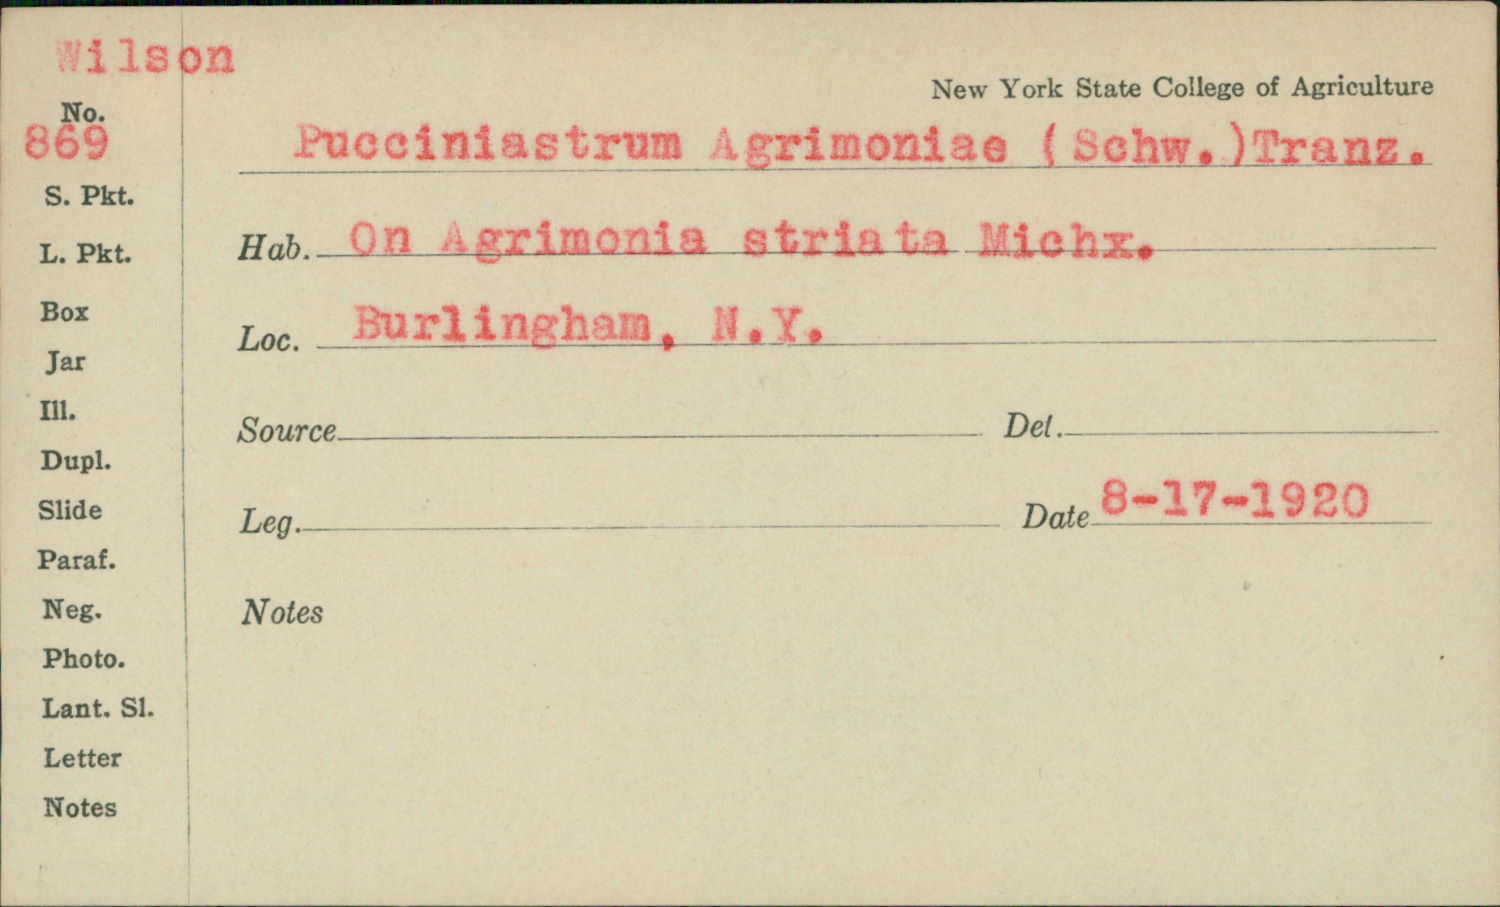 Wilson
New York State College of Agriculture
No.
869
Pucciniastrum Agrimoniae (Schw.)Tranz.
S. Pkt.
L. Pkt.
Hab. On Agrimonia striata Michx.
Box
Loc. Burlingham, N.Y.
Jar
Ill.
Source Det.
Dupl.
Slide
Leg. Date 8-17-1920
Paraf.
Neg.
Notes
Photo.
Lant. Sl.
Letter
Notes